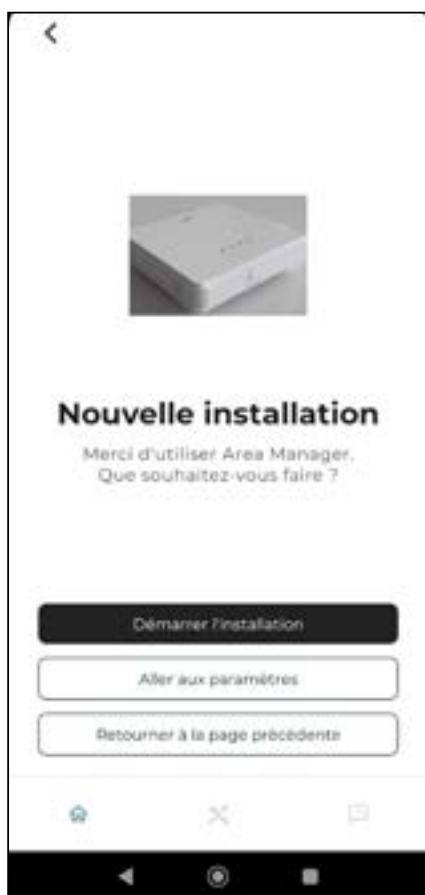 Nouvelle installation
Merci d'utiliser Area Manager.
Que souhaitez-vous faire ?
Démarrer l'installation
Aller aux paramètres
Retourner à la page précédente